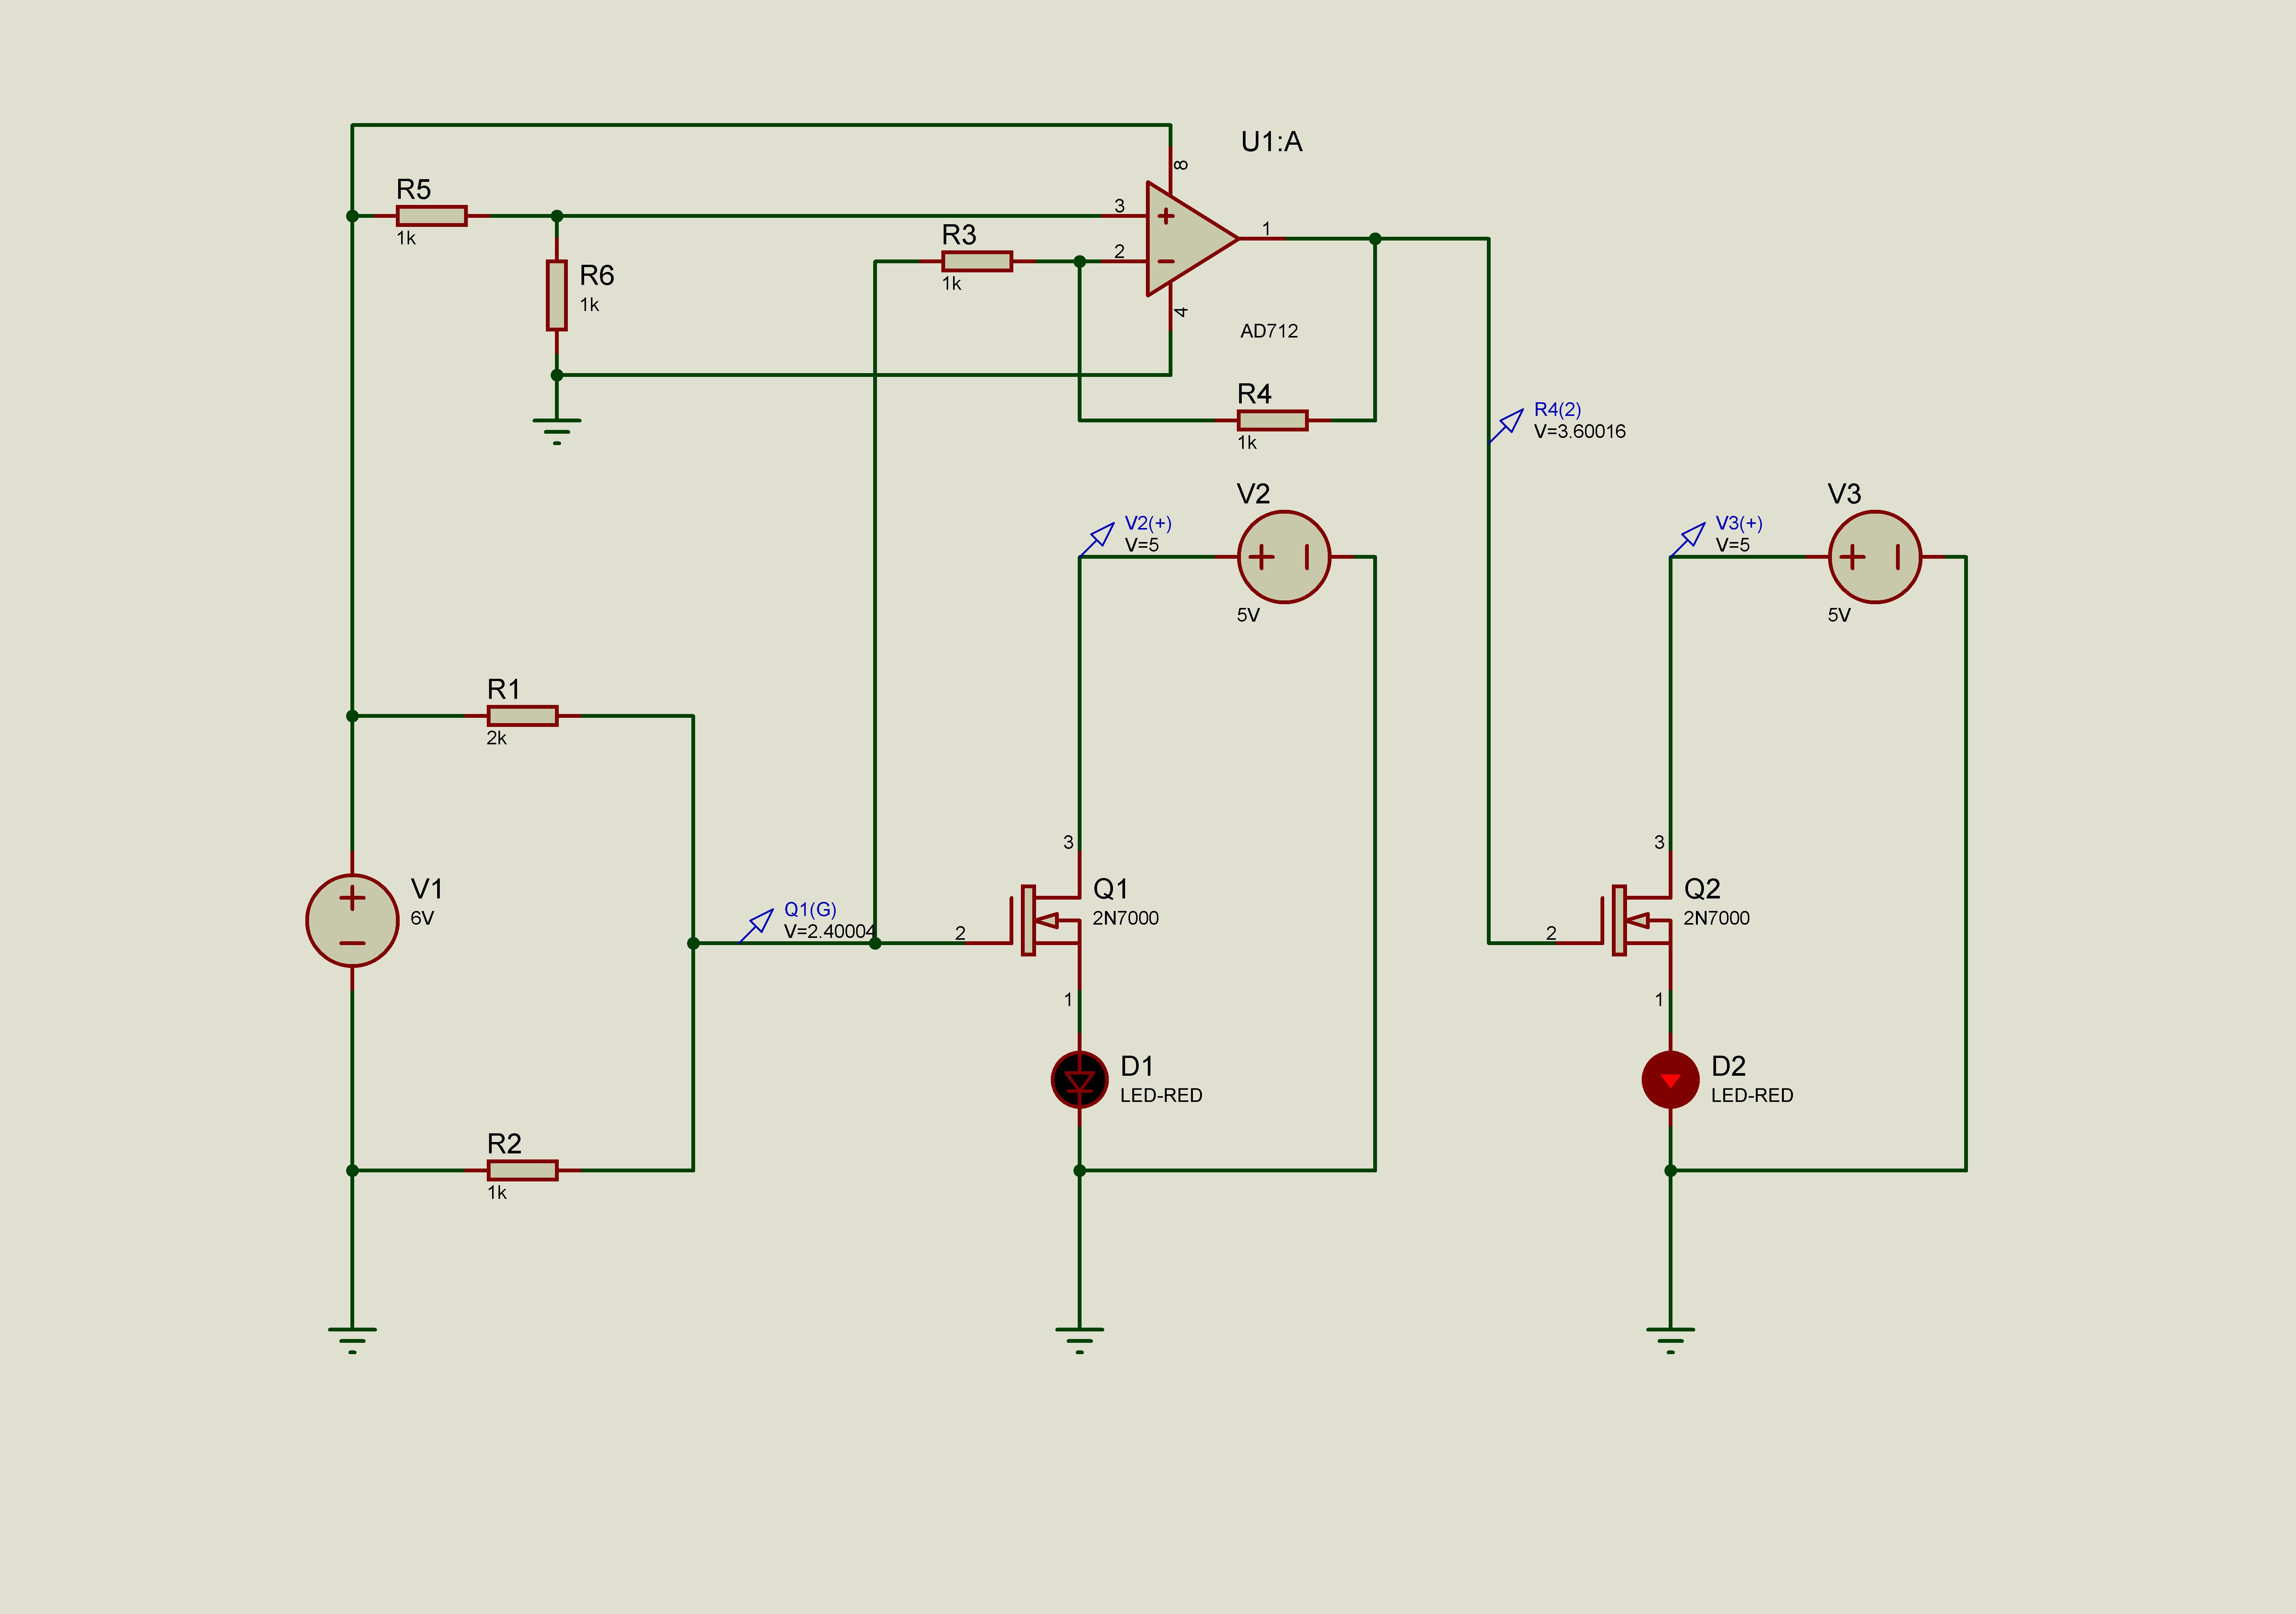 U1:A
8
R5
1k
3
2
1
R3
1k
R6
1k
4
AD712
R4
1k
R4(2)
V=3.60016
V2
V2(+)
V=5
5V
V3
V3(+)
V=5
5V
R1
2k
V1
6V
Q1(G)
V=2.40004
2
3
Q1
2N7000
1
2
3
Q2
2N7000
1
D1
LED-RED
D2
LED-RED
R2
1k